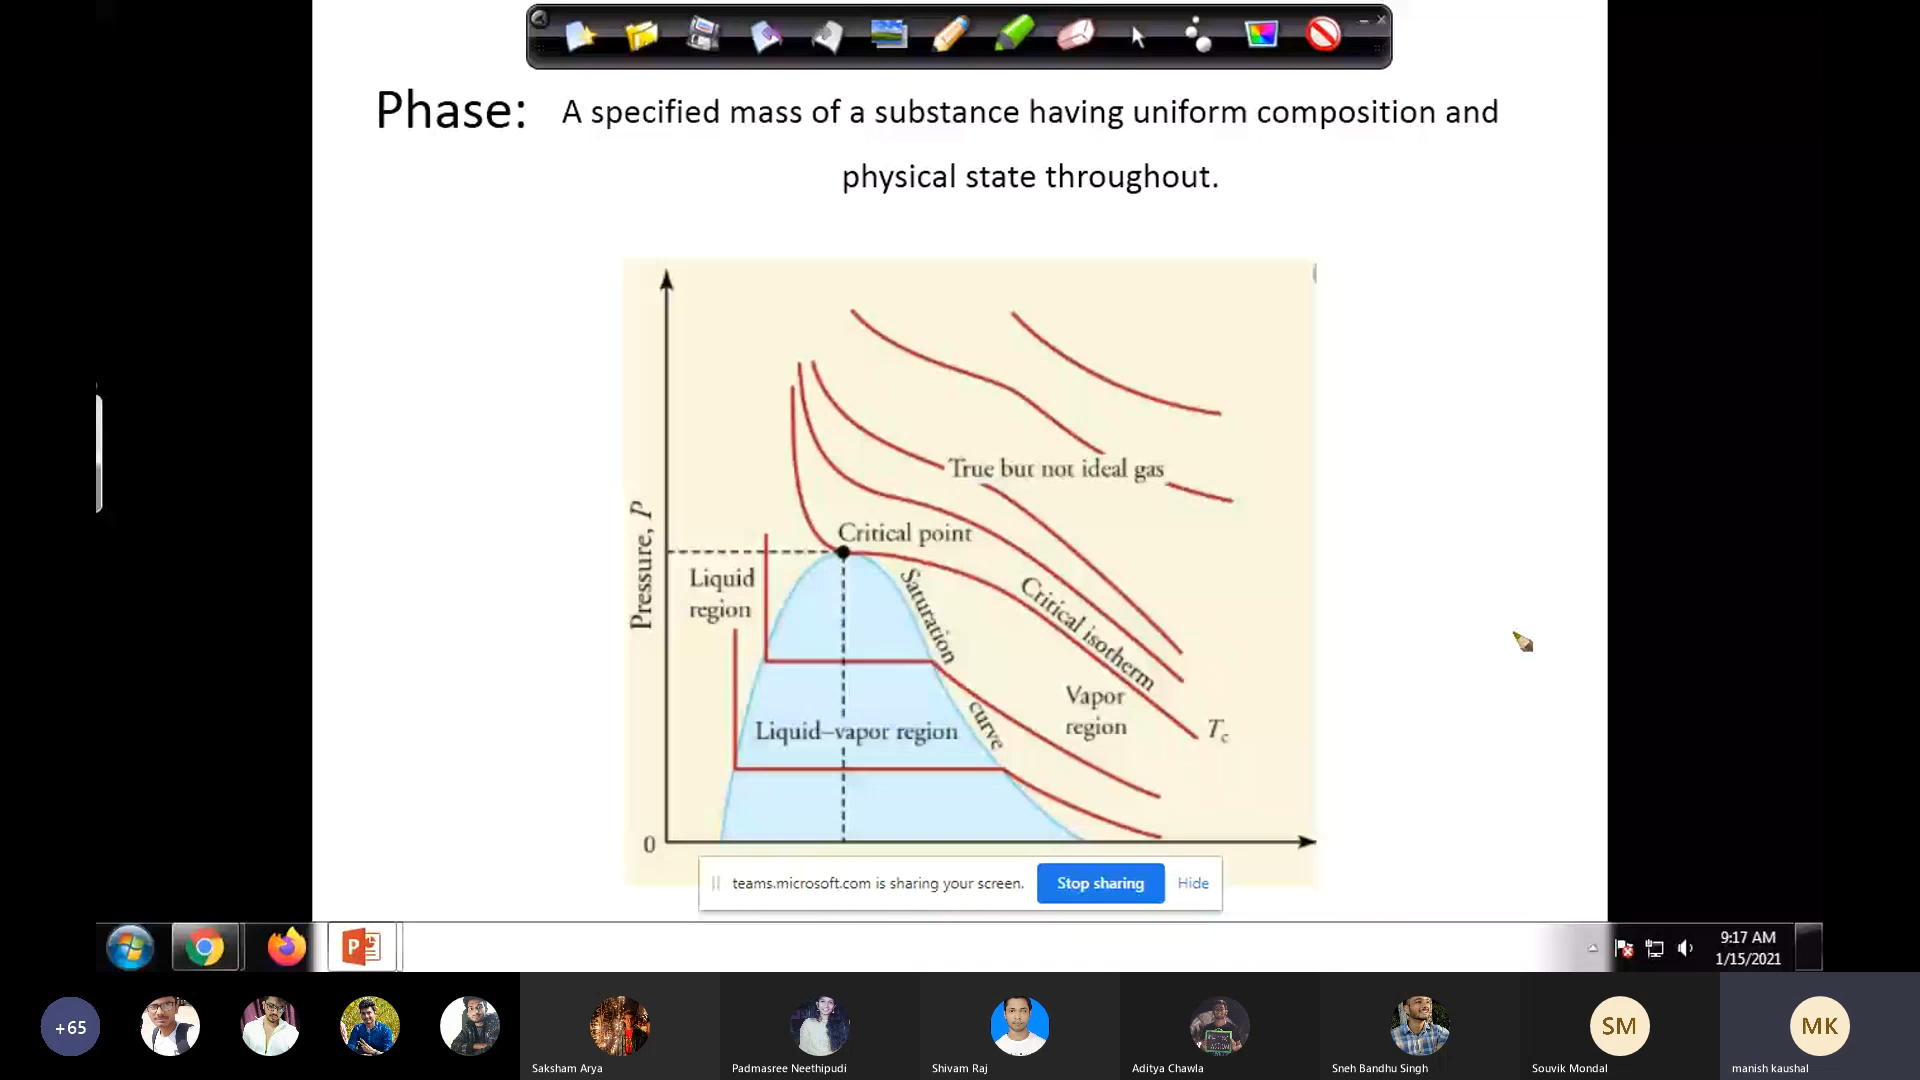 Phase: A specified mass of a substance having uniform composition and
physical state throughout.
True but not ideal gas
Critical point
Liquid
region
Pressure, P
Saturation
curve
Critical isotherm
Vapor
region
Liquid–vapor region
Tc
0
teams.microsoft.com is sharing your screen. Stop sharing Hide
9:17 AM
1/15/2021
+65
SM
MK
Saksham Arya
Padmasree Neethipudi
Shivam Raj
Aditya Chawla
Sneh Bandhu Singh
Souvik Mondal
manish kaushal